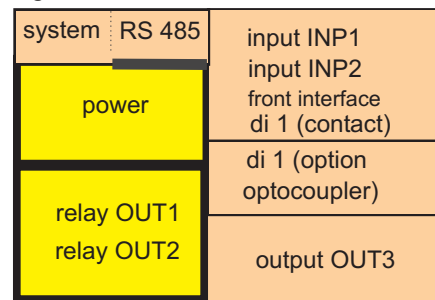 system RS 485
power
relay OUT1
relay OUT2
input INP1
input INP2
front interface
di 1 (contact)
di 1 (option
optocoupler)
output OUT3